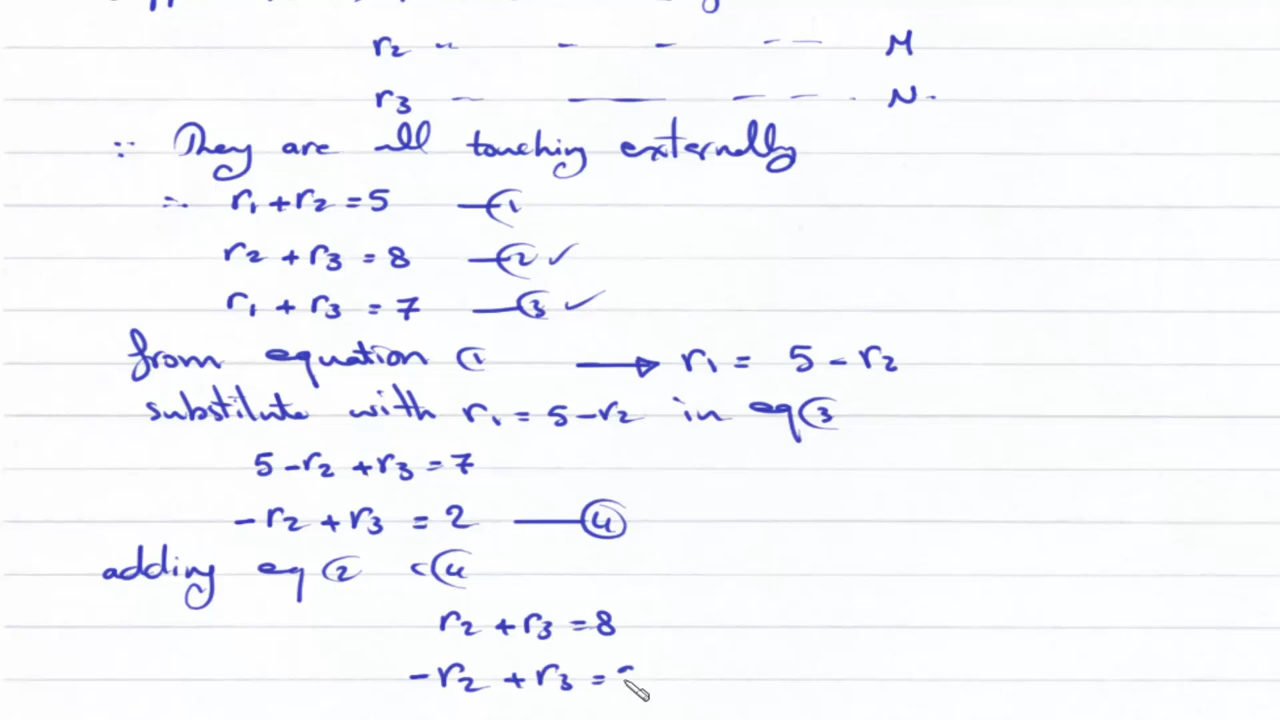 r2 -- - - - -- M
r3 -- — - - . N.
∵ They are all touching externally
∴ r1 + r2 = 5 —①
r2 + r3 = 8 —② ✓
r1 + r3 = 7 —③ ✓
from equation ① → r1 = 5 - r2
substitute with r1 = 5 - r2 in eq③
5 - r2 + r3 = 7
- r2 + r3 = 2 —④
adding eq ② , ④
r2 + r3 = 8
- r2 + r3 =